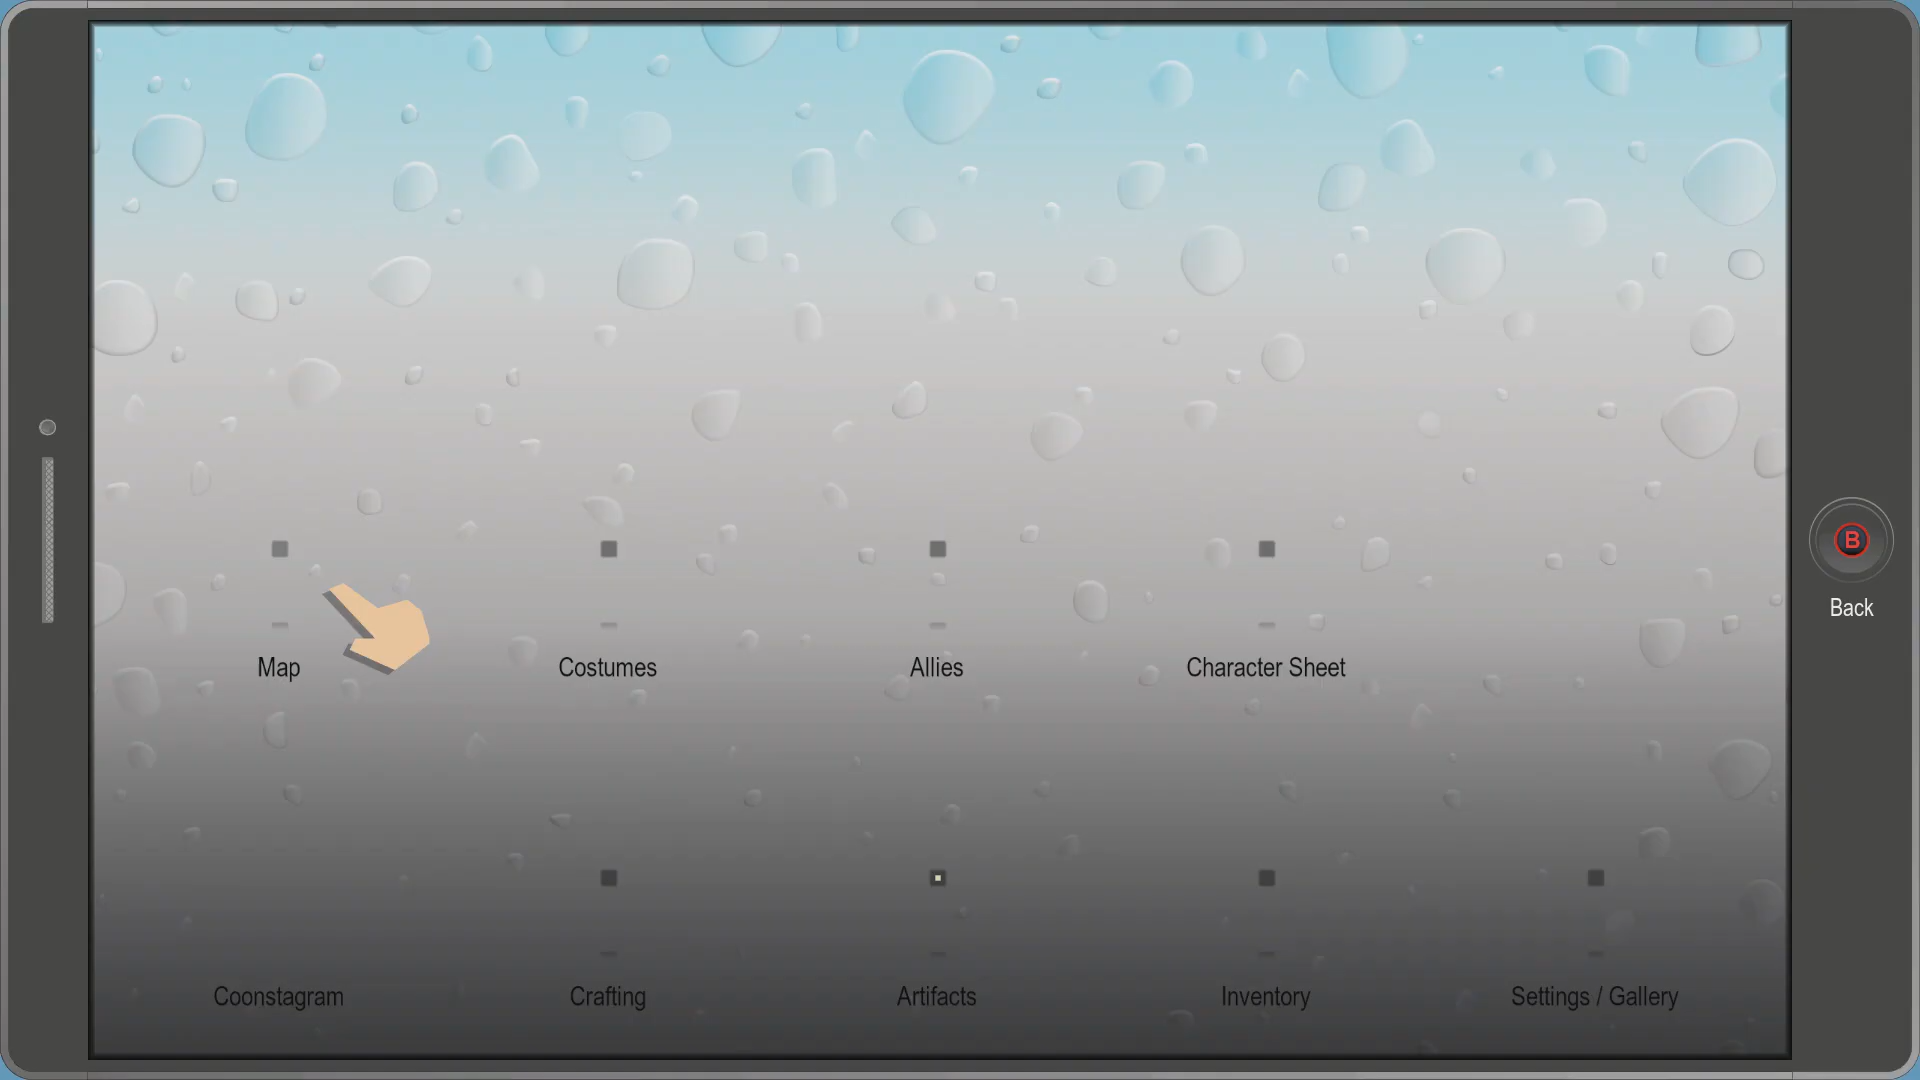 B
Back
Map
Costumes
Allies
Character Sheet
Coonstagram
Crafting
Artifacts
Inventory
Settings / Gallery